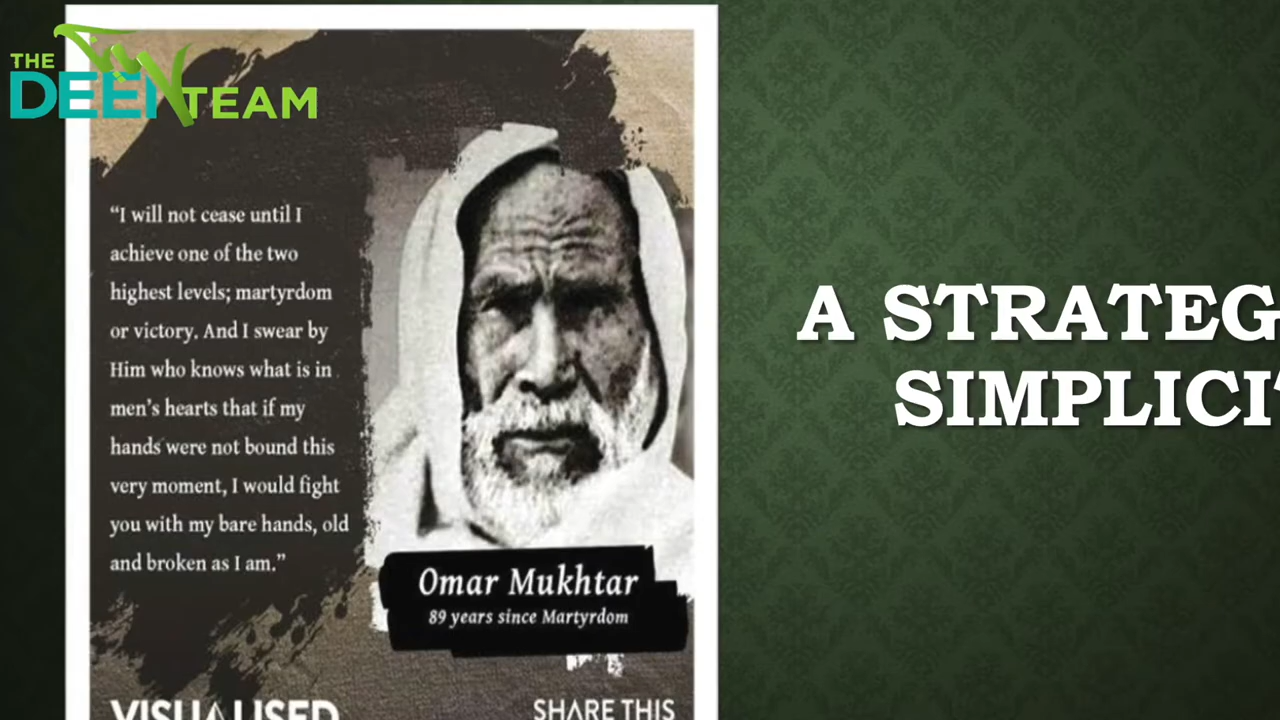 THE
DEEN TEAM
“I will not cease until I
achieve one of the two
highest levels; martyrdom
or victory. And I swear by
Him who knows what is in
men’s hearts that if my
hands were not bound this
very moment, I would fight
you with my bare hands, old
and broken as I am.”
Omar Mukhtar
89 years since Martyrdom
VISUALISED
SHARE THIS
A STRATEG
SIMPLICI